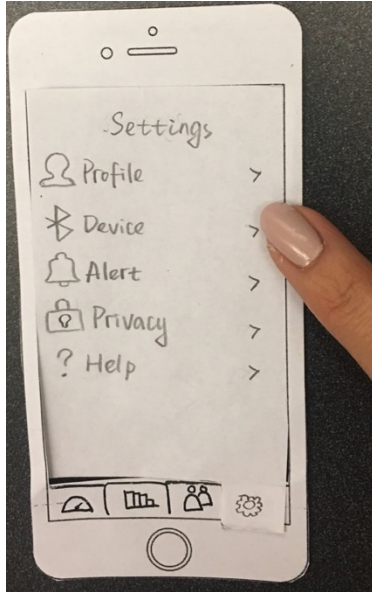 Settings
Profile >
Device >
Alert >
Privacy >
? Help >